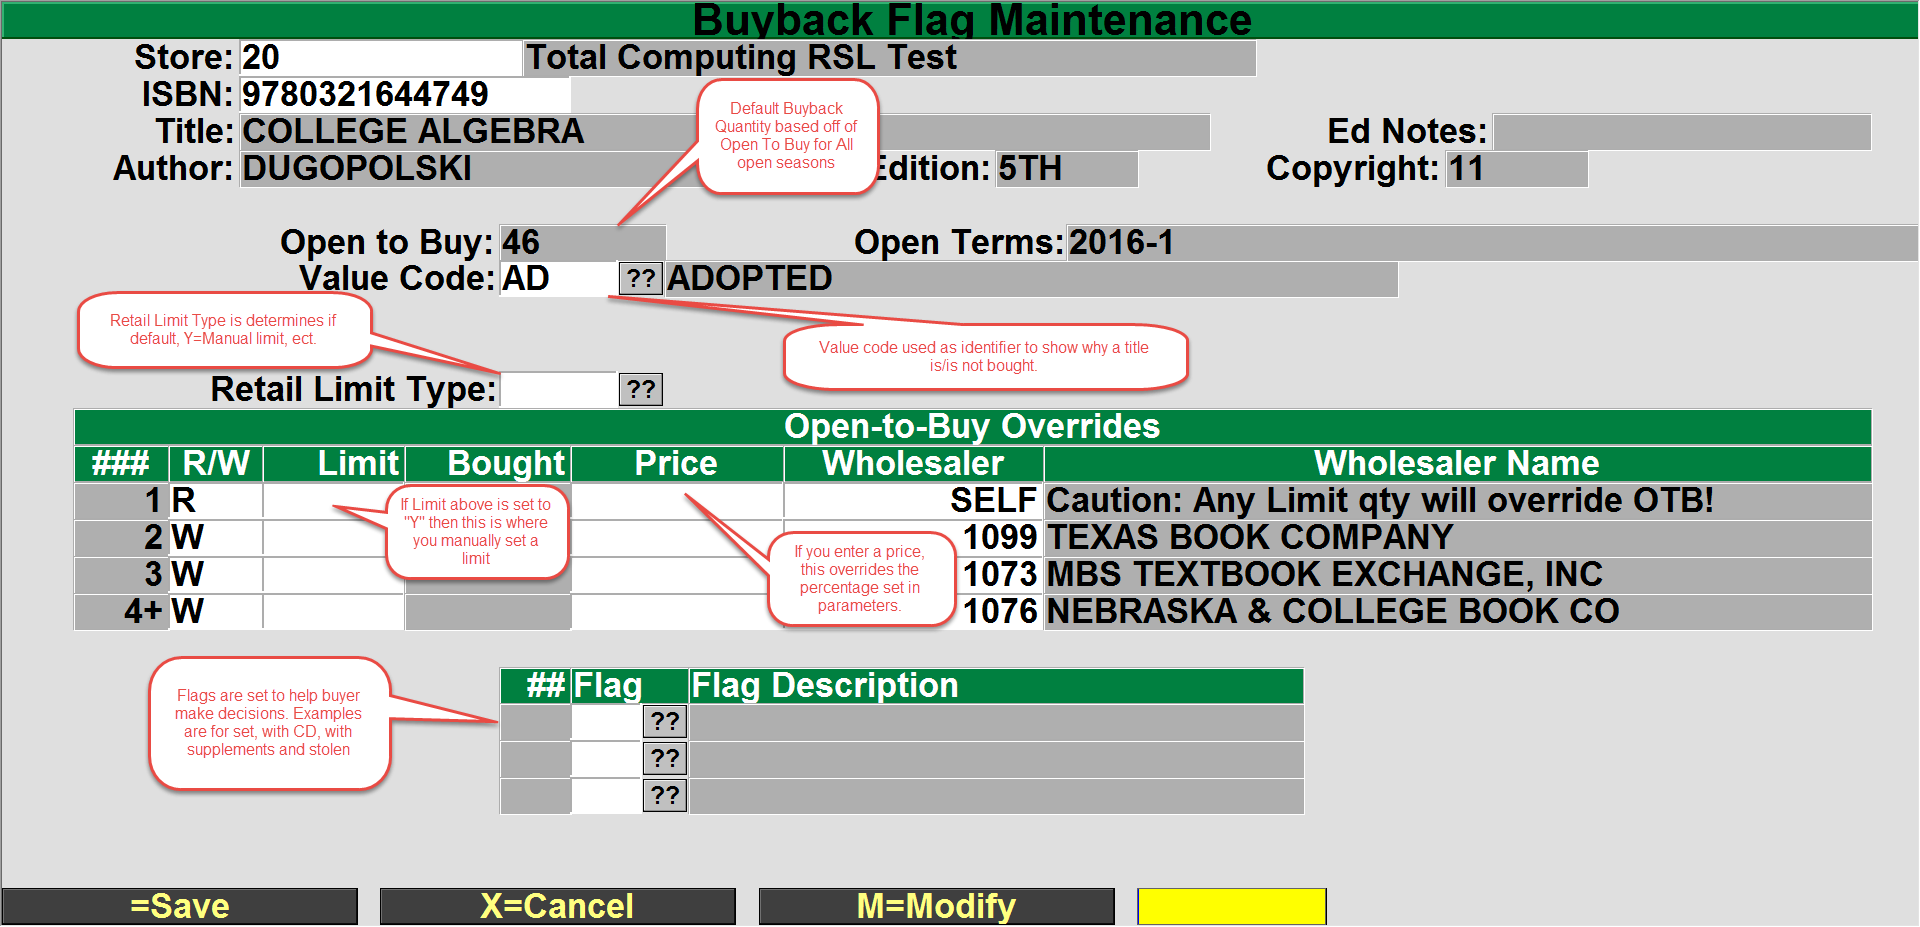 Buyback Flag Maintenance
Store: 20 Total Computing RSL Test
ISBN: 9780321644749
Title: COLLEGE ALGEBRA Ed Notes:
Author: DUGOPOLSKI Edition: 5TH Copyright: 11
Default Buyback
Quantity based off of
Open To Buy for All
open seasons
Open to Buy: 46 Open Terms: 2016-1
Value Code: AD ?? ADOPTED
Retail Limit Type is determines if
default, Y=Manual limit, ect.
Value code used as identifier to show why a title
is/is not bought.
Retail Limit Type: ??
Open-to-Buy Overrides
### R/W Limit Bought Price Wholesaler Wholesaler Name
1 R SELF Caution: Any Limit qty will override OTB!
2 W 1099 TEXAS BOOK COMPANY
3 W 1073 MBS TEXTBOOK EXCHANGE, INC
4+ W 1076 NEBRASKA & COLLEGE BOOK CO
If Limit above is set to
"Y" then this is where
you manually set a
limit
If you enter a price,
this overrides the
percentage set in
parameters.
Flags are set to help buyer
make decisions. Examples
are for set, with CD, with
supplements and stolen
## Flag Flag Description
??
??
??
=Save X=Cancel M=Modify